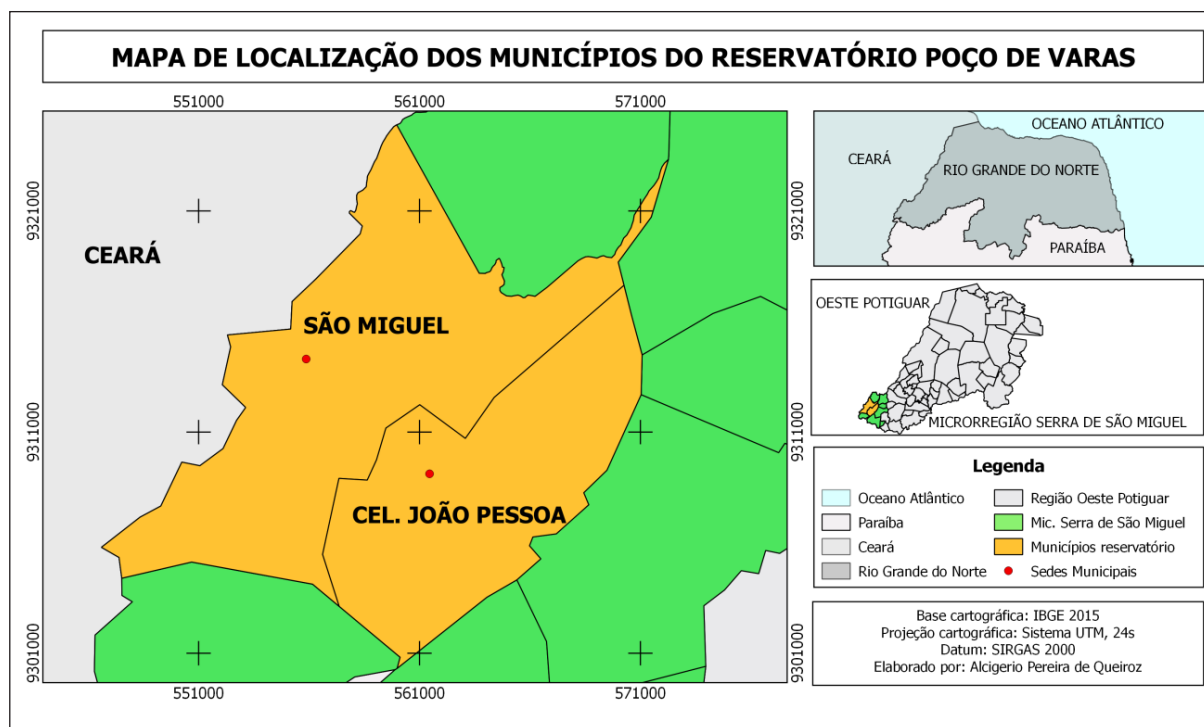 MAPA DE LOCALIZAÇÃO DOS MUNICÍPIOS DO RESERVATÓRIO POÇO DE VARAS
551000
561000
571000
9321000
9321000
CEARÁ
SÃO MIGUEL
9311000
9311000
CEL. JOÃO PESSOA
9301000
9301000
551000
561000
571000
OCEANO ATLÂNTICO
CEARÁ
RIO GRANDE DO NORTE
PARAÍBA
OESTE POTIGUAR
MICRORREGIÃO SERRA DE SÃO MIGUEL
Legenda
Oceano Atlântico
Paraíba
Ceará
Rio Grande do Norte
Região Oeste Potiguar
Mic. Serra de São Miguel
Municípios reservatório
Sedes Municipais
Base cartográfica: IBGE 2015
Projeção cartográfica: Sistema UTM, 24s
Datum: SIRGAS 2000
Elaborado por: Alcigerio Pereira de Queiroz